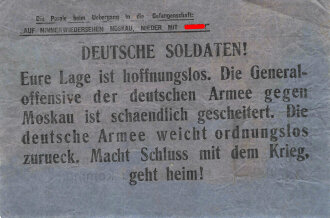 Die Parole beim Uebergang in die Gefangenschaft:
AUF NIMMERWIEDERSEHEN MOSKAU, NIEDER MIT
DEUTSCHE SOLDATEN!
Eure Lage ist hoffnungslos. Die General-
offensive der deutschen Armee gegen
Moskau ist schaendlich gescheitert. Die
deutsche Armee weicht ordnungslos
zurueck. Macht Schluss mit dem Krieg,
geht heim!